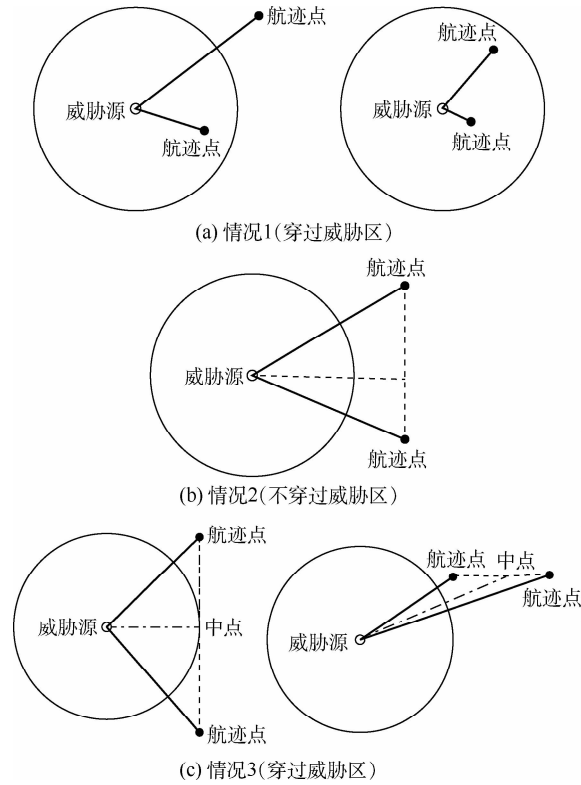 航迹点
威胁源
航迹点
航迹点
威胁源
航迹点
(a) 情况1(穿过威胁区)
航迹点
威胁源
航迹点
(b) 情况2(不穿过威胁区)
航迹点
威胁源
中点
航迹点
航迹点
中点
航迹点
威胁源
(c) 情况3(穿过威胁区)